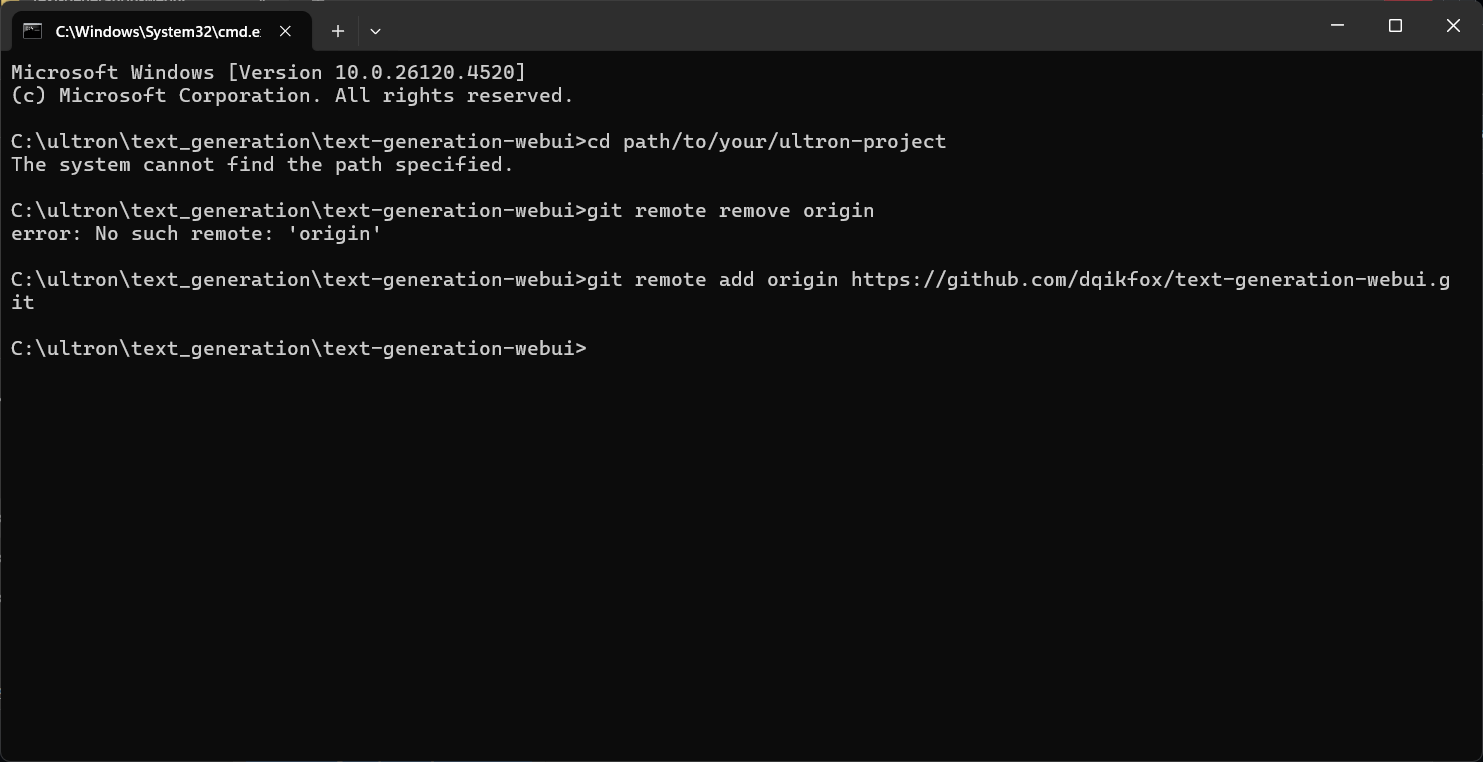 C:\Windows\System32\cmd.e
Microsoft Windows [Version 10.0.26120.4520]
(c) Microsoft Corporation. All rights reserved.
C:\ultron\text_generation\text-generation-webui>cd path/to/your/ultron-project
The system cannot find the path specified.
C:\ultron\text_generation\text-generation-webui>git remote remove origin
error: No such remote: 'origin'
C:\ultron\text_generation\text-generation-webui>git remote add origin https://github.com/dqikfox/text-generation-webui.g
it
C:\ultron\text_generation\text-generation-webui>